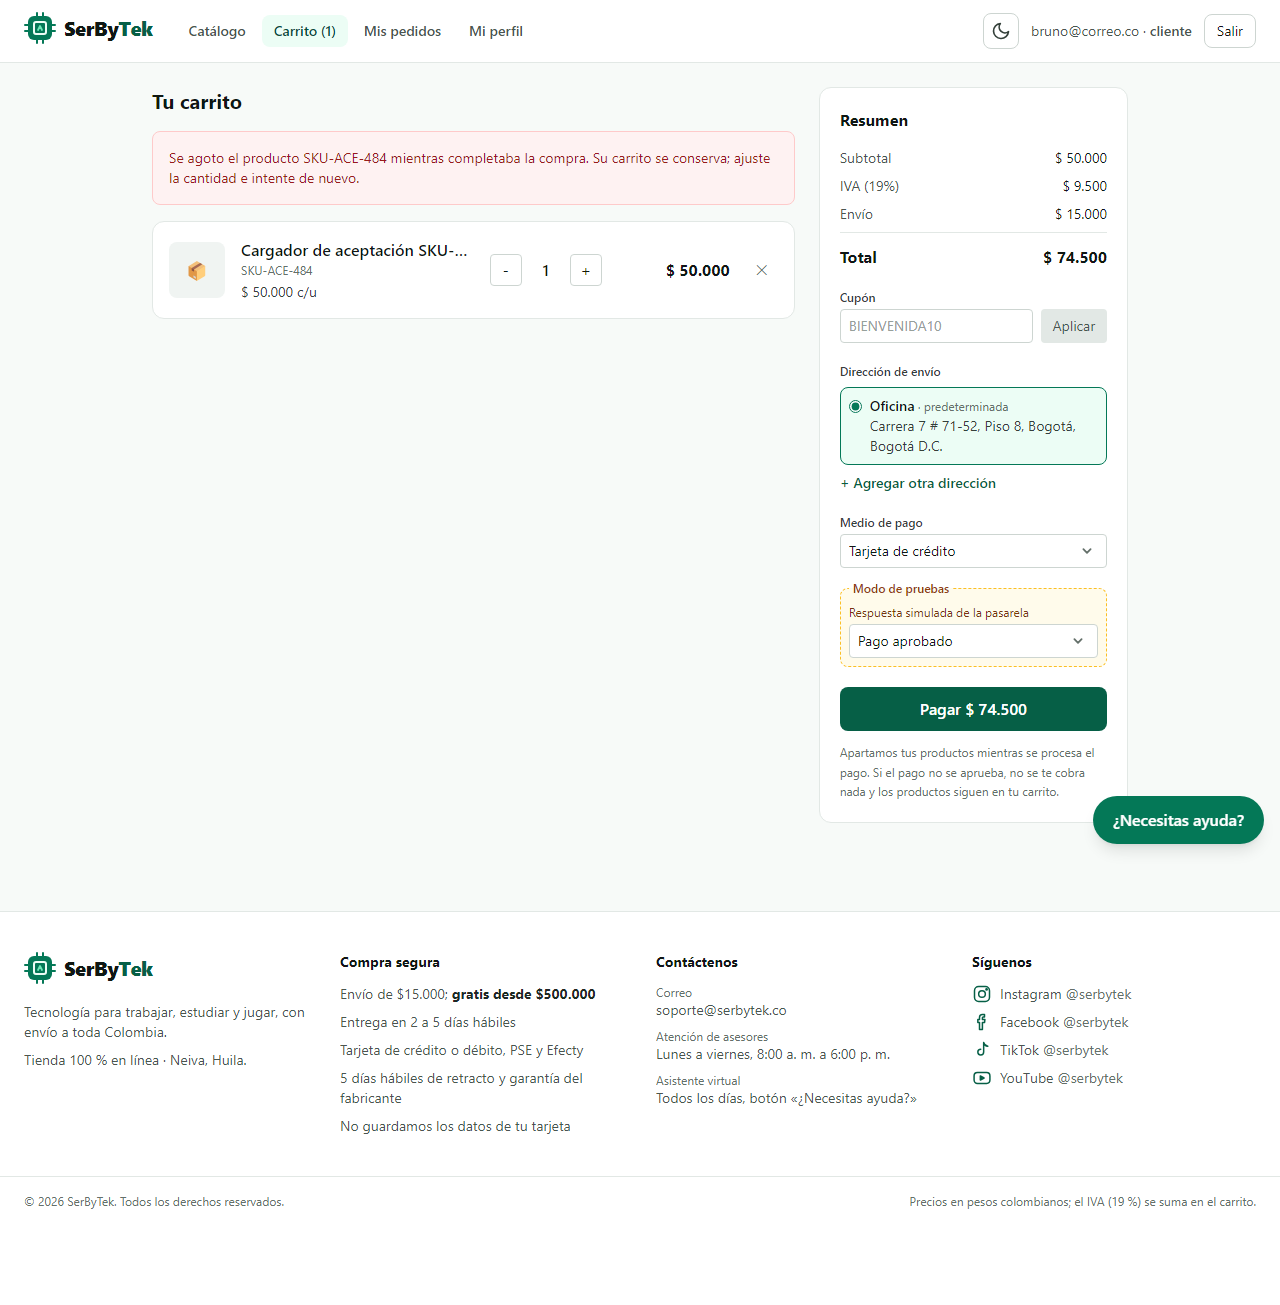 SerByTek
Catálogo
Carrito (1)
Mis pedidos
Mi perfil
bruno@correo.co · cliente
Salir
Tu carrito
Se agoto el producto SKU-ACE-484 mientras completaba la compra. Su carrito se conserva; ajuste
la cantidad e intente de nuevo.
Cargador de aceptación SKU-...
SKU-ACE-484
$ 50.000 c/u
- 1 +
$ 50.000
Resumen
Subtotal $ 50.000
IVA (19%) $ 9.500
Envío $ 15.000
Total $ 74.500
Cupón
BIENVENIDA10
Aplicar
Dirección de envío
Oficina · predeterminada
Carrera 7 # 71-52, Piso 8, Bogotá,
Bogotá D.C.
+ Agregar otra dirección
Medio de pago
Tarjeta de crédito
Modo de pruebas
Respuesta simulada de la pasarela
Pago aprobado
Pagar $ 74.500
Apartamos tus productos mientras se procesa el
pago. Si el pago no se aprueba, no se te cobra
nada y los productos siguen en tu carrito.
¿Necesitas ayuda?
SerByTek
Tecnología para trabajar, estudiar y jugar, con
envío a toda Colombia.
Tienda 100 % en línea · Neiva, Huila.
Compra segura
Envío de $15.000; gratis desde $500.000
Entrega en 2 a 5 días hábiles
Tarjeta de crédito o débito, PSE y Efecty
5 días hábiles de retracto y garantía del
fabricante
No guardamos los datos de tu tarjeta
Contáctenos
Correo
soporte@serbytek.co
Atención de asesores
Lunes a viernes, 8:00 a. m. a 6:00 p. m.
Asistente virtual
Todos los días, botón «¿Necesitas ayuda?»
Síguenos
Instagram @serbytek
Facebook @serbytek
TikTok @serbytek
YouTube @serbytek
© 2026 SerByTek. Todos los derechos reservados.
Precios en pesos colombianos; el IVA (19 %) se suma en el carrito.